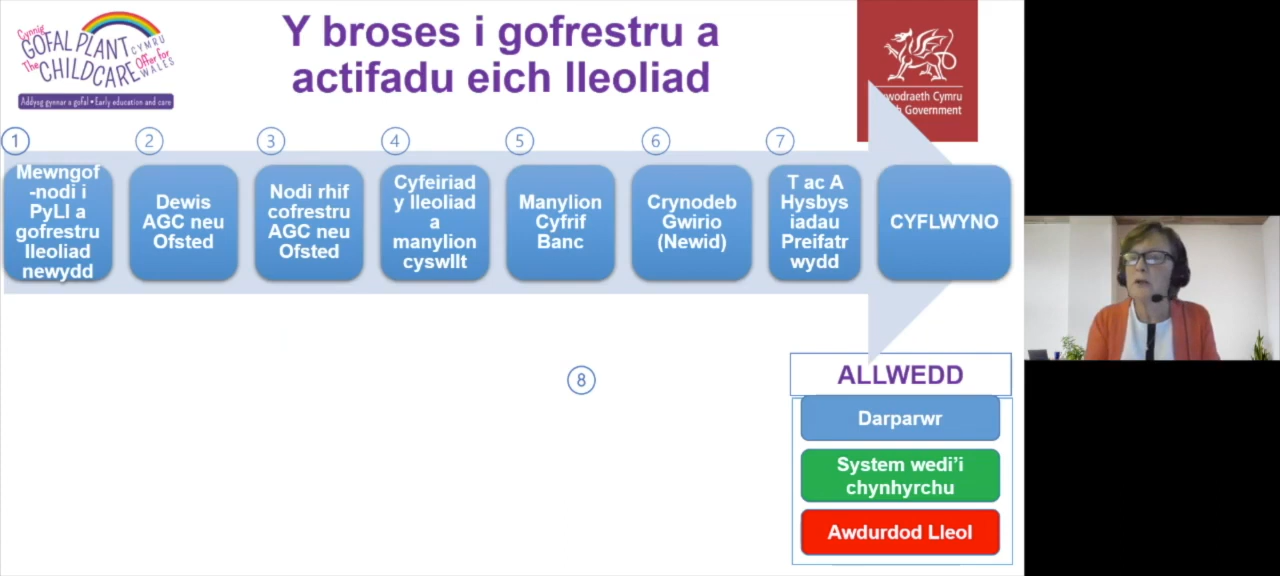 Cynnig
GOFAL PLANT
CYMRU
The CHILDCARE
Offer for
WALES
Addysg gynnar a gofal • Early education and care
Y broses i gofrestru a
actifadu eich lleoliad
wodraeth Cymru
h Government
1
2
3
4
5
6
7
Mewngof
-nodi i
PyLl a
gofrestru
lleoliad
newydd
Dewis
AGC neu
Ofsted
Nodi rhif
cofrestru
AGC neu
Ofsted
Cyfeiriad
y lleoliad
a
manylion
cyswllt
Manylion
Cyfrif
Banc
Crynodeb
Gwirio
(Newid)
T ac A
Hysbys
iadau
Preifatr
wydd
CYFLWYNO
8
ALLWEDD
Darparwr
System wedi’i
chynhyrchu
Awdurdod Lleol